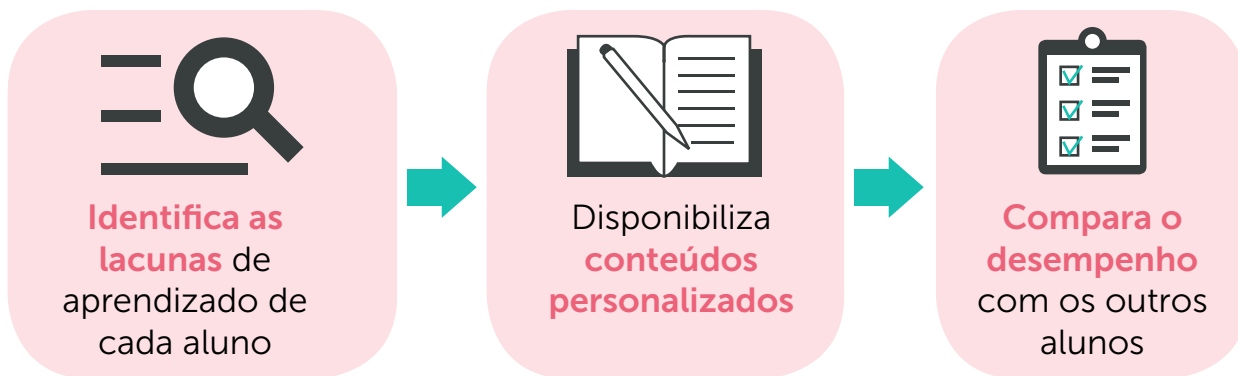 Identifica as
lacunas de
aprendizado de
cada aluno
Disponibiliza
conteúdos
personalizados
Compara o
desempenho
com os outros
alunos